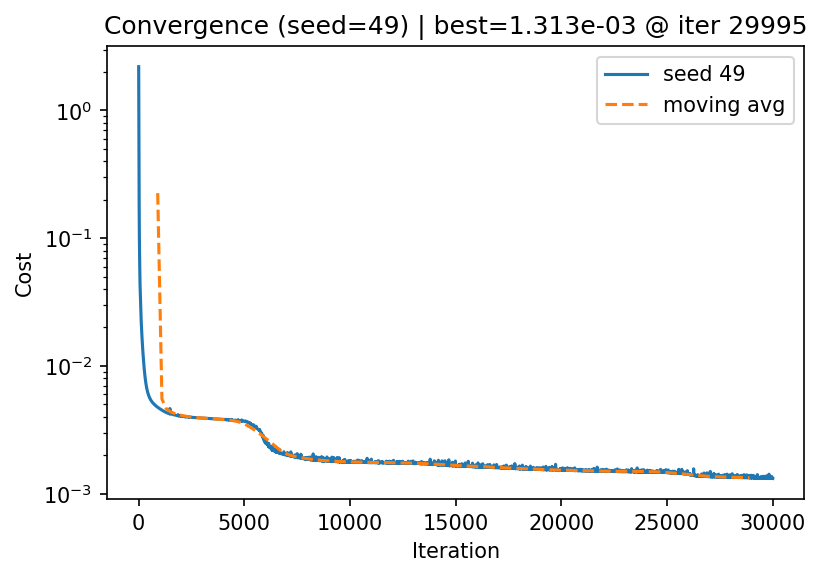 Convergence (seed=49) | best=1.313e-03 @ iter 29995
seed 49
moving avg
Cost
10⁰
10⁻¹
10⁻²
10⁻³
0 5000 10000 15000 20000 25000 30000
Iteration